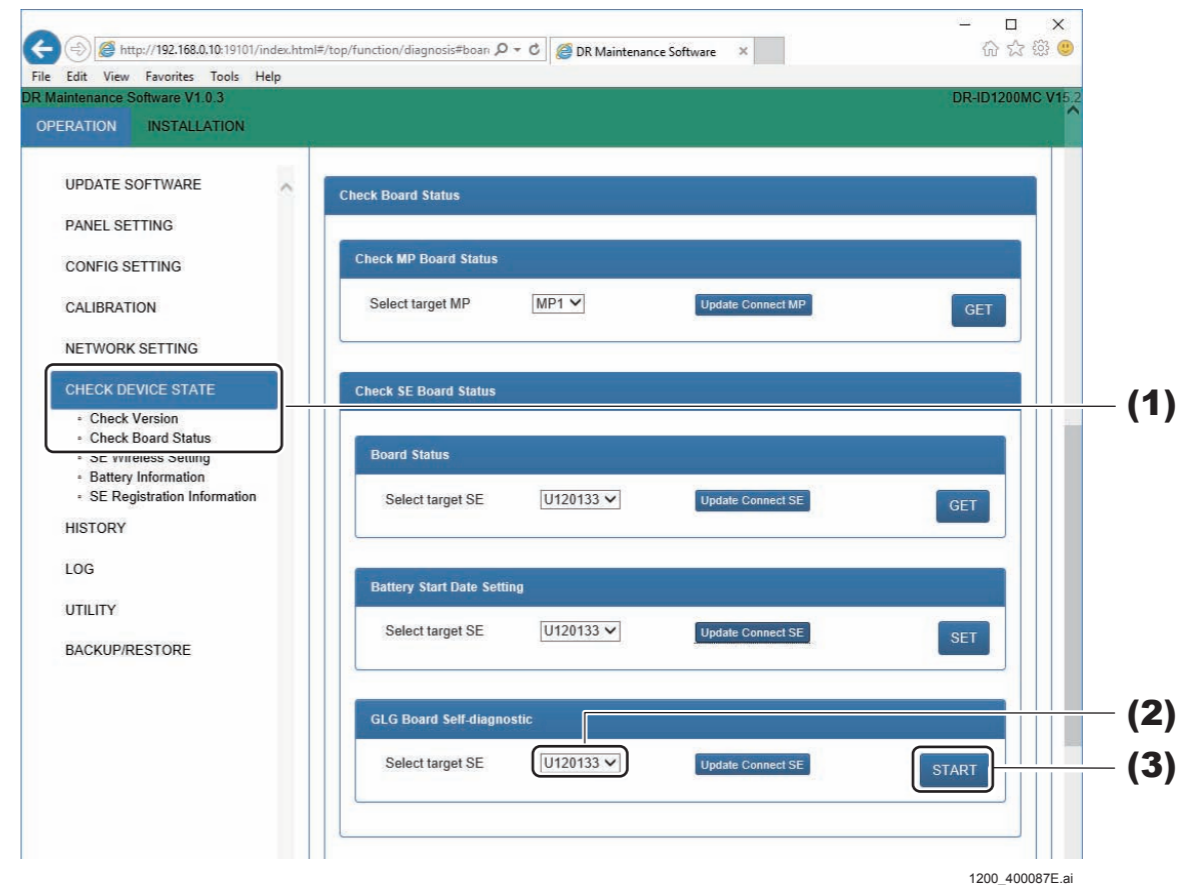 http://192.168.0.10:19101/index.html#/top/function/diagnosis#boar
DR Maintenance Software
File Edit View Favorites Tools Help
DR Maintenance Software V1.0.3
DR-ID1200MC V15.2
OPERATION INSTALLATION
UPDATE SOFTWARE
PANEL SETTING
CONFIG SETTING
CALIBRATION
NETWORK SETTING
CHECK DEVICE STATE
Check Version
Check Board Status
SE Wireless Setting
Battery Information
SE Registration Information
HISTORY
LOG
UTILITY
BACKUP/RESTORE
Check Board Status
Check MP Board Status
Select target MP MP1 Update Connect MP GET
Check SE Board Status
Board Status
Select target SE U120133 Update Connect SE GET
Battery Start Date Setting
Select target SE U120133 Update Connect SE SET
GLG Board Self-diagnostic
Select target SE U120133 Update Connect SE START
(1)
(2)
(3)
1200_400087E.ai